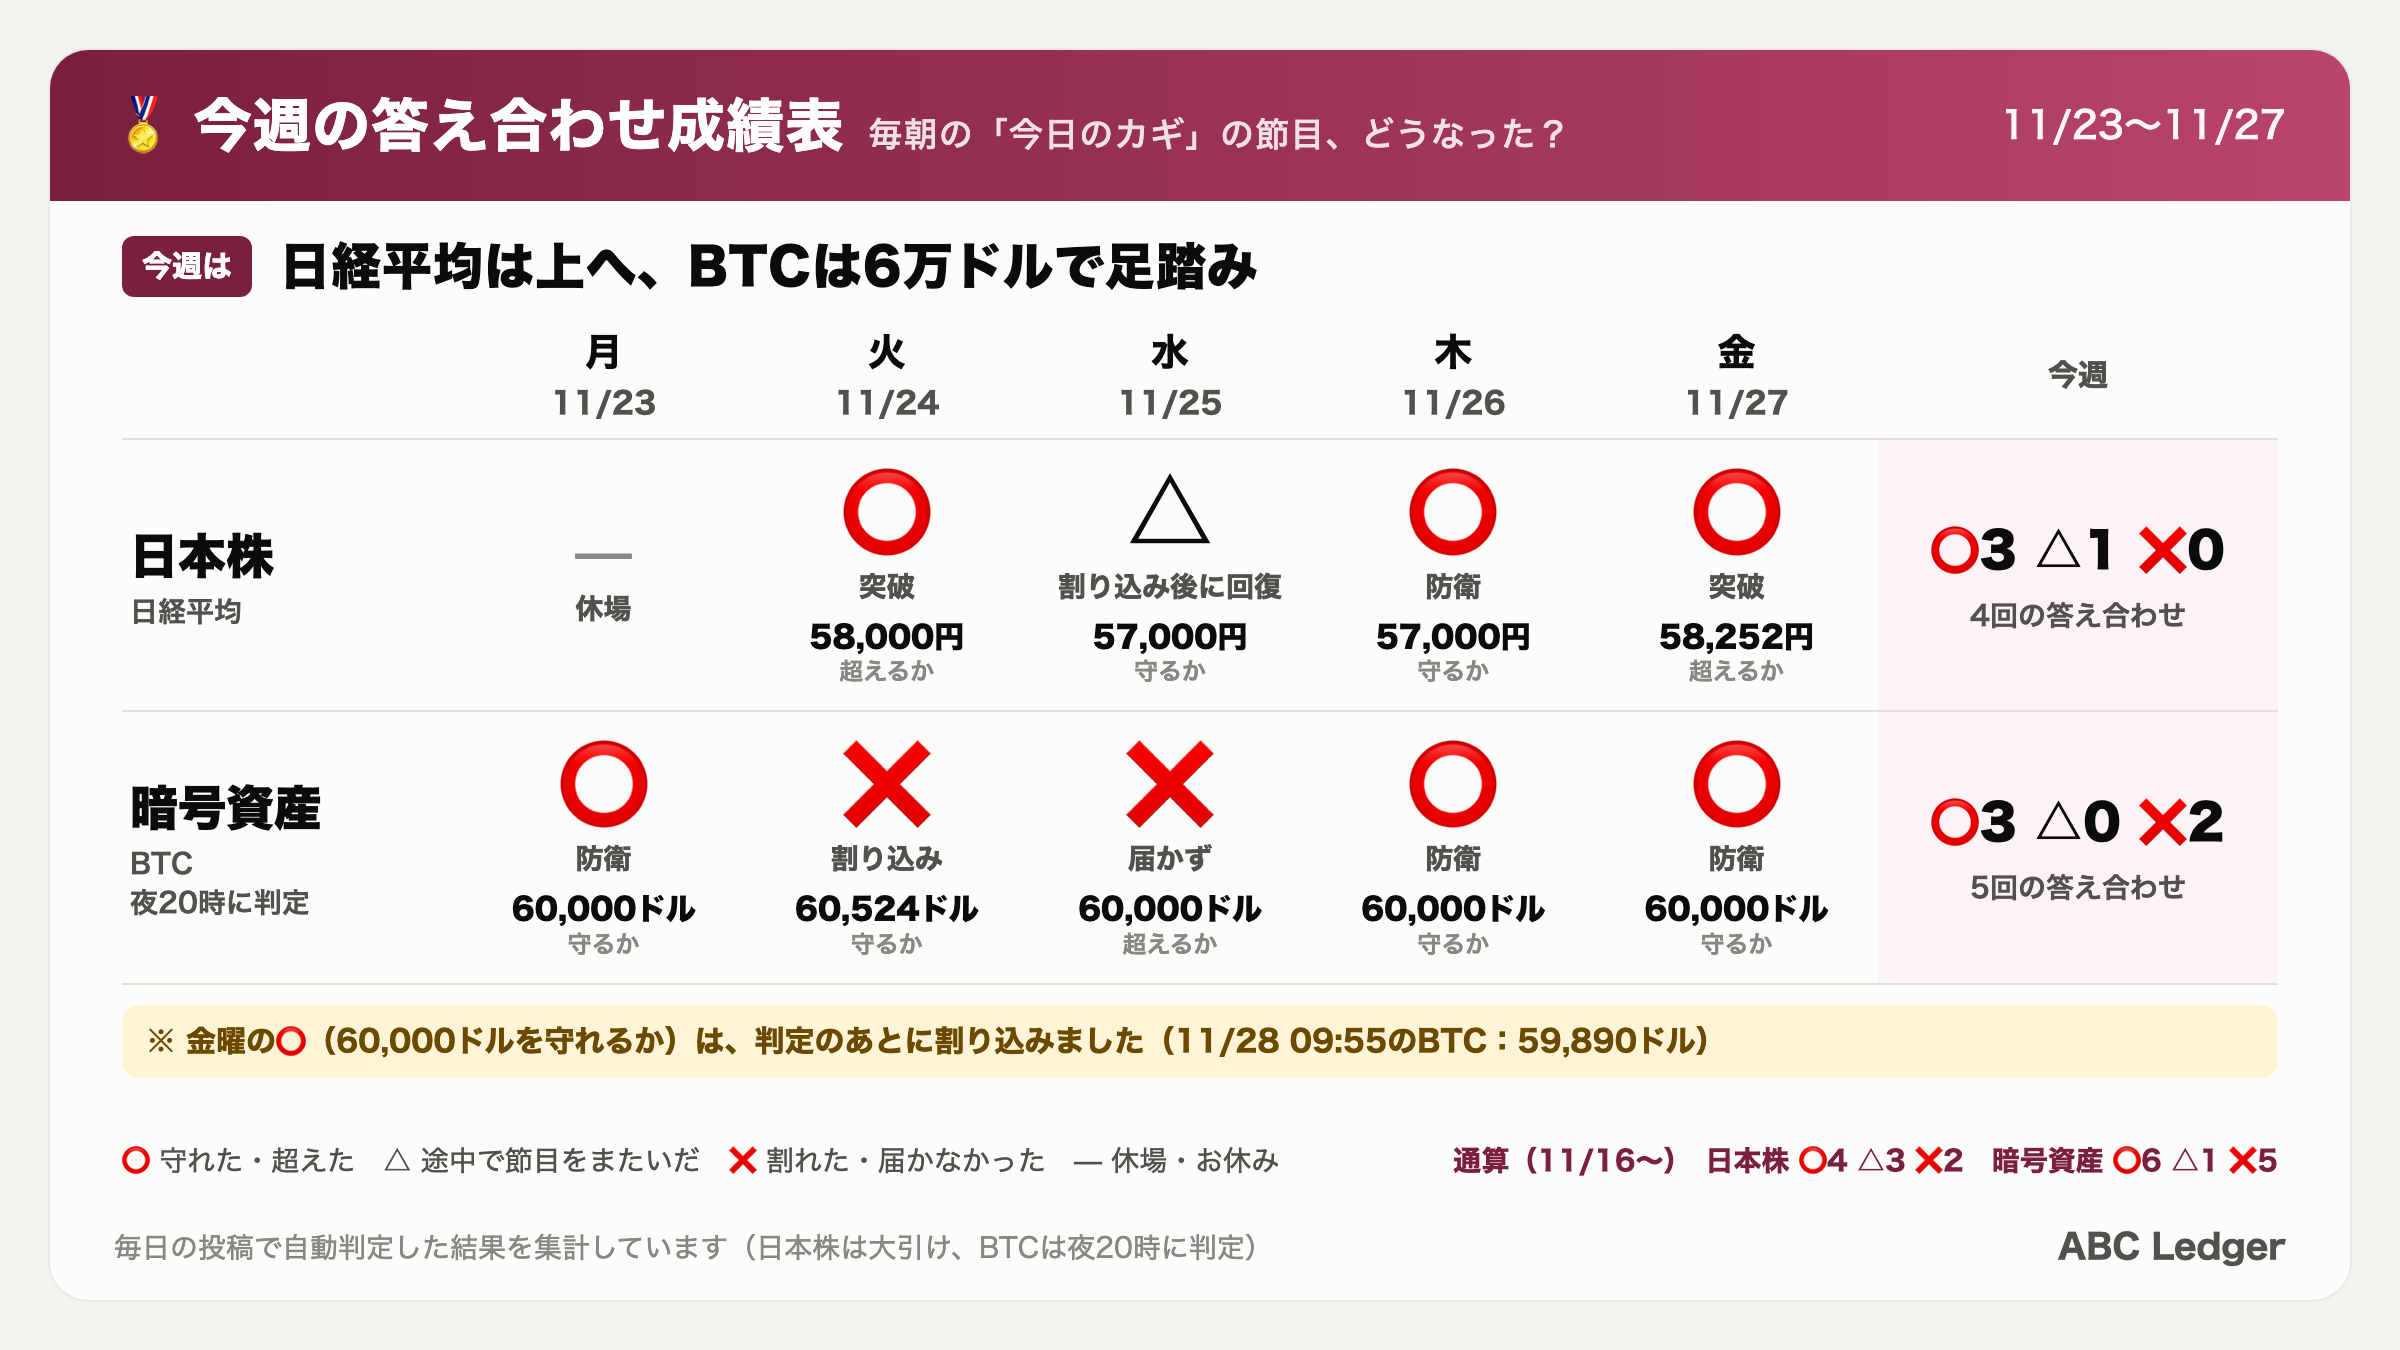 🏅 今週の答え合わせ成績表 毎朝の「今日のカギ」の節目、どうなった？ 11/23〜11/27
今週は 日経平均は上へ、BTCは6万ドルで足踏み
月 火 水 木 金 今週
11/23 11/24 11/25 11/26 11/27
日本株
日経平均
—
休場
⭕
突破
58,000円
超えるか
△
割り込み後に回復
57,000円
守るか
⭕
防衛
57,000円
守るか
⭕
突破
58,252円
超えるか
⭕3 △1 ❌0
4回の答え合わせ
暗号資産
BTC
夜20時に判定
⭕
防衛
60,000ドル
守るか
❌
割り込み
60,524ドル
守るか
❌
届かず
60,000ドル
超えるか
⭕
防衛
60,000ドル
守るか
⭕
防衛
60,000ドル
守るか
⭕3 △0 ❌2
5回の答え合わせ
※ 金曜の⭕（60,000ドルを守れるか）は、判定のあとに割り込みました（11/28 09:55のBTC：59,890ドル）
⭕ 守れた・超えた △ 途中で節目をまたいだ ❌ 割れた・届かなかった — 休場・お休み
通算（11/16〜） 日本株 ⭕4 △3 ❌2 暗号資産 ⭕6 △1 ❌5
毎日の投稿で自動判定した結果を集計しています（日本株は大引け、BTCは夜20時に判定）
ABC Ledger